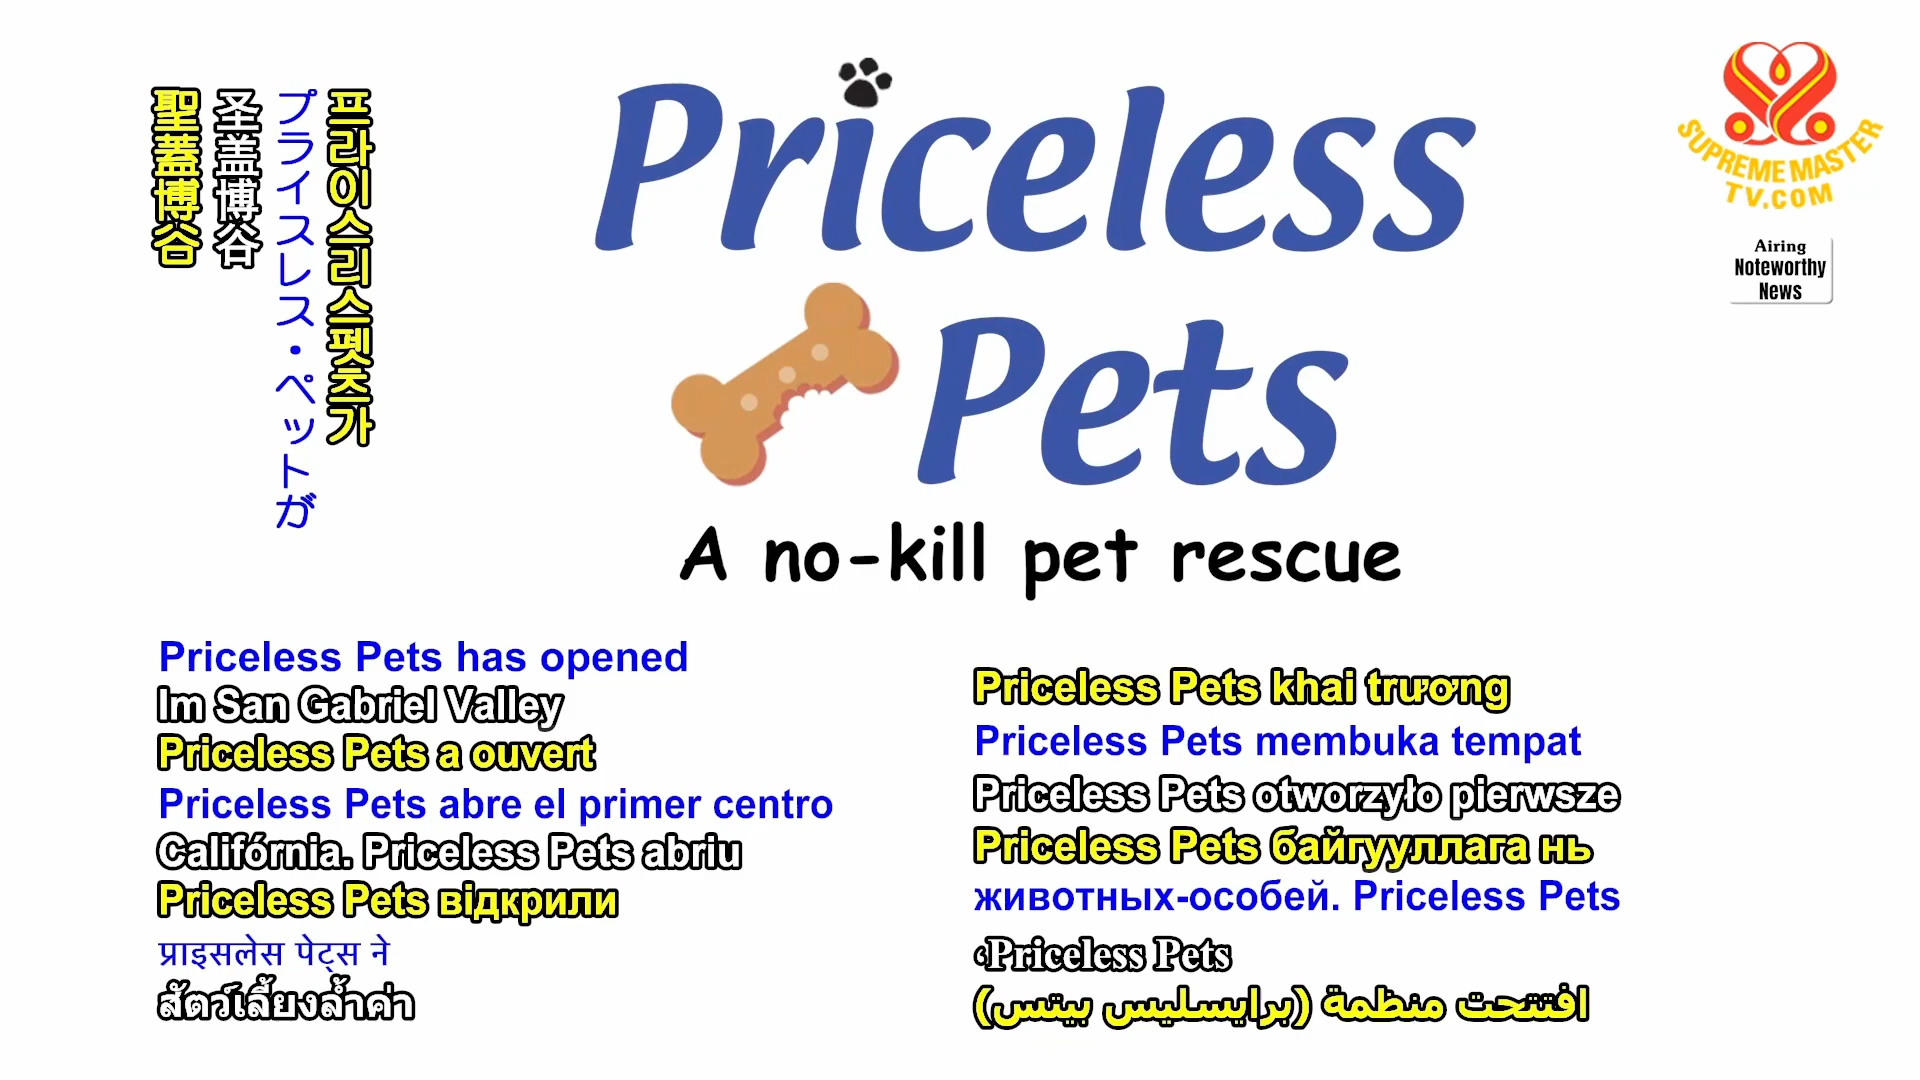 聖蓋博谷
圣盖博谷
プライスレス・ペットが
프라이스리스펫츠가
Priceless
Pets
A no-kill pet rescue
SUPREME MASTER
TV.COM
Airing
Noteworthy
News
Priceless Pets has opened
Im San Gabriel Valley
Priceless Pets a ouvert
Priceless Pets abre el primer centro
Califórnia. Priceless Pets abriu
Priceless Pets відкрили
प्राइसलेस पेट्स ने
สัตว์เลี้ยงล้ำค่า
Priceless Pets khai trương
Priceless Pets membuka tempat
Priceless Pets otworzyło pierwsze
Priceless Pets байгууллага нь
животных-особей. Priceless Pets
،Priceless Pets
افتتحت منظمة (برايسليس بيتس)